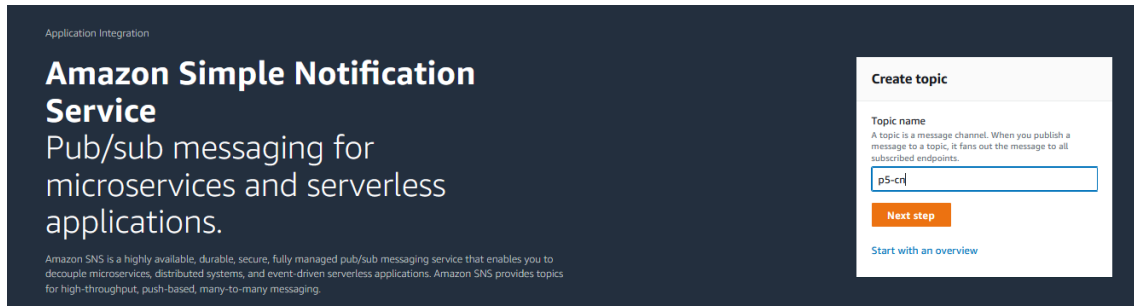 Application Integration
Amazon Simple Notification
Service
Pub/sub messaging for
microservices and serverless
applications.
Amazon SNS is a highly available, durable, secure, fully managed pub/sub messaging service that enables you to
decouple microservices, distributed systems, and event-driven serverless applications. Amazon SNS provides topics
for high-throughput, push-based, many-to-many messaging.
Create topic
Topic name
A topic is a message channel. When you publish a
message to a topic, it fans out the message to all
subscribed endpoints.
p5-cn
Next step
Start with an overview